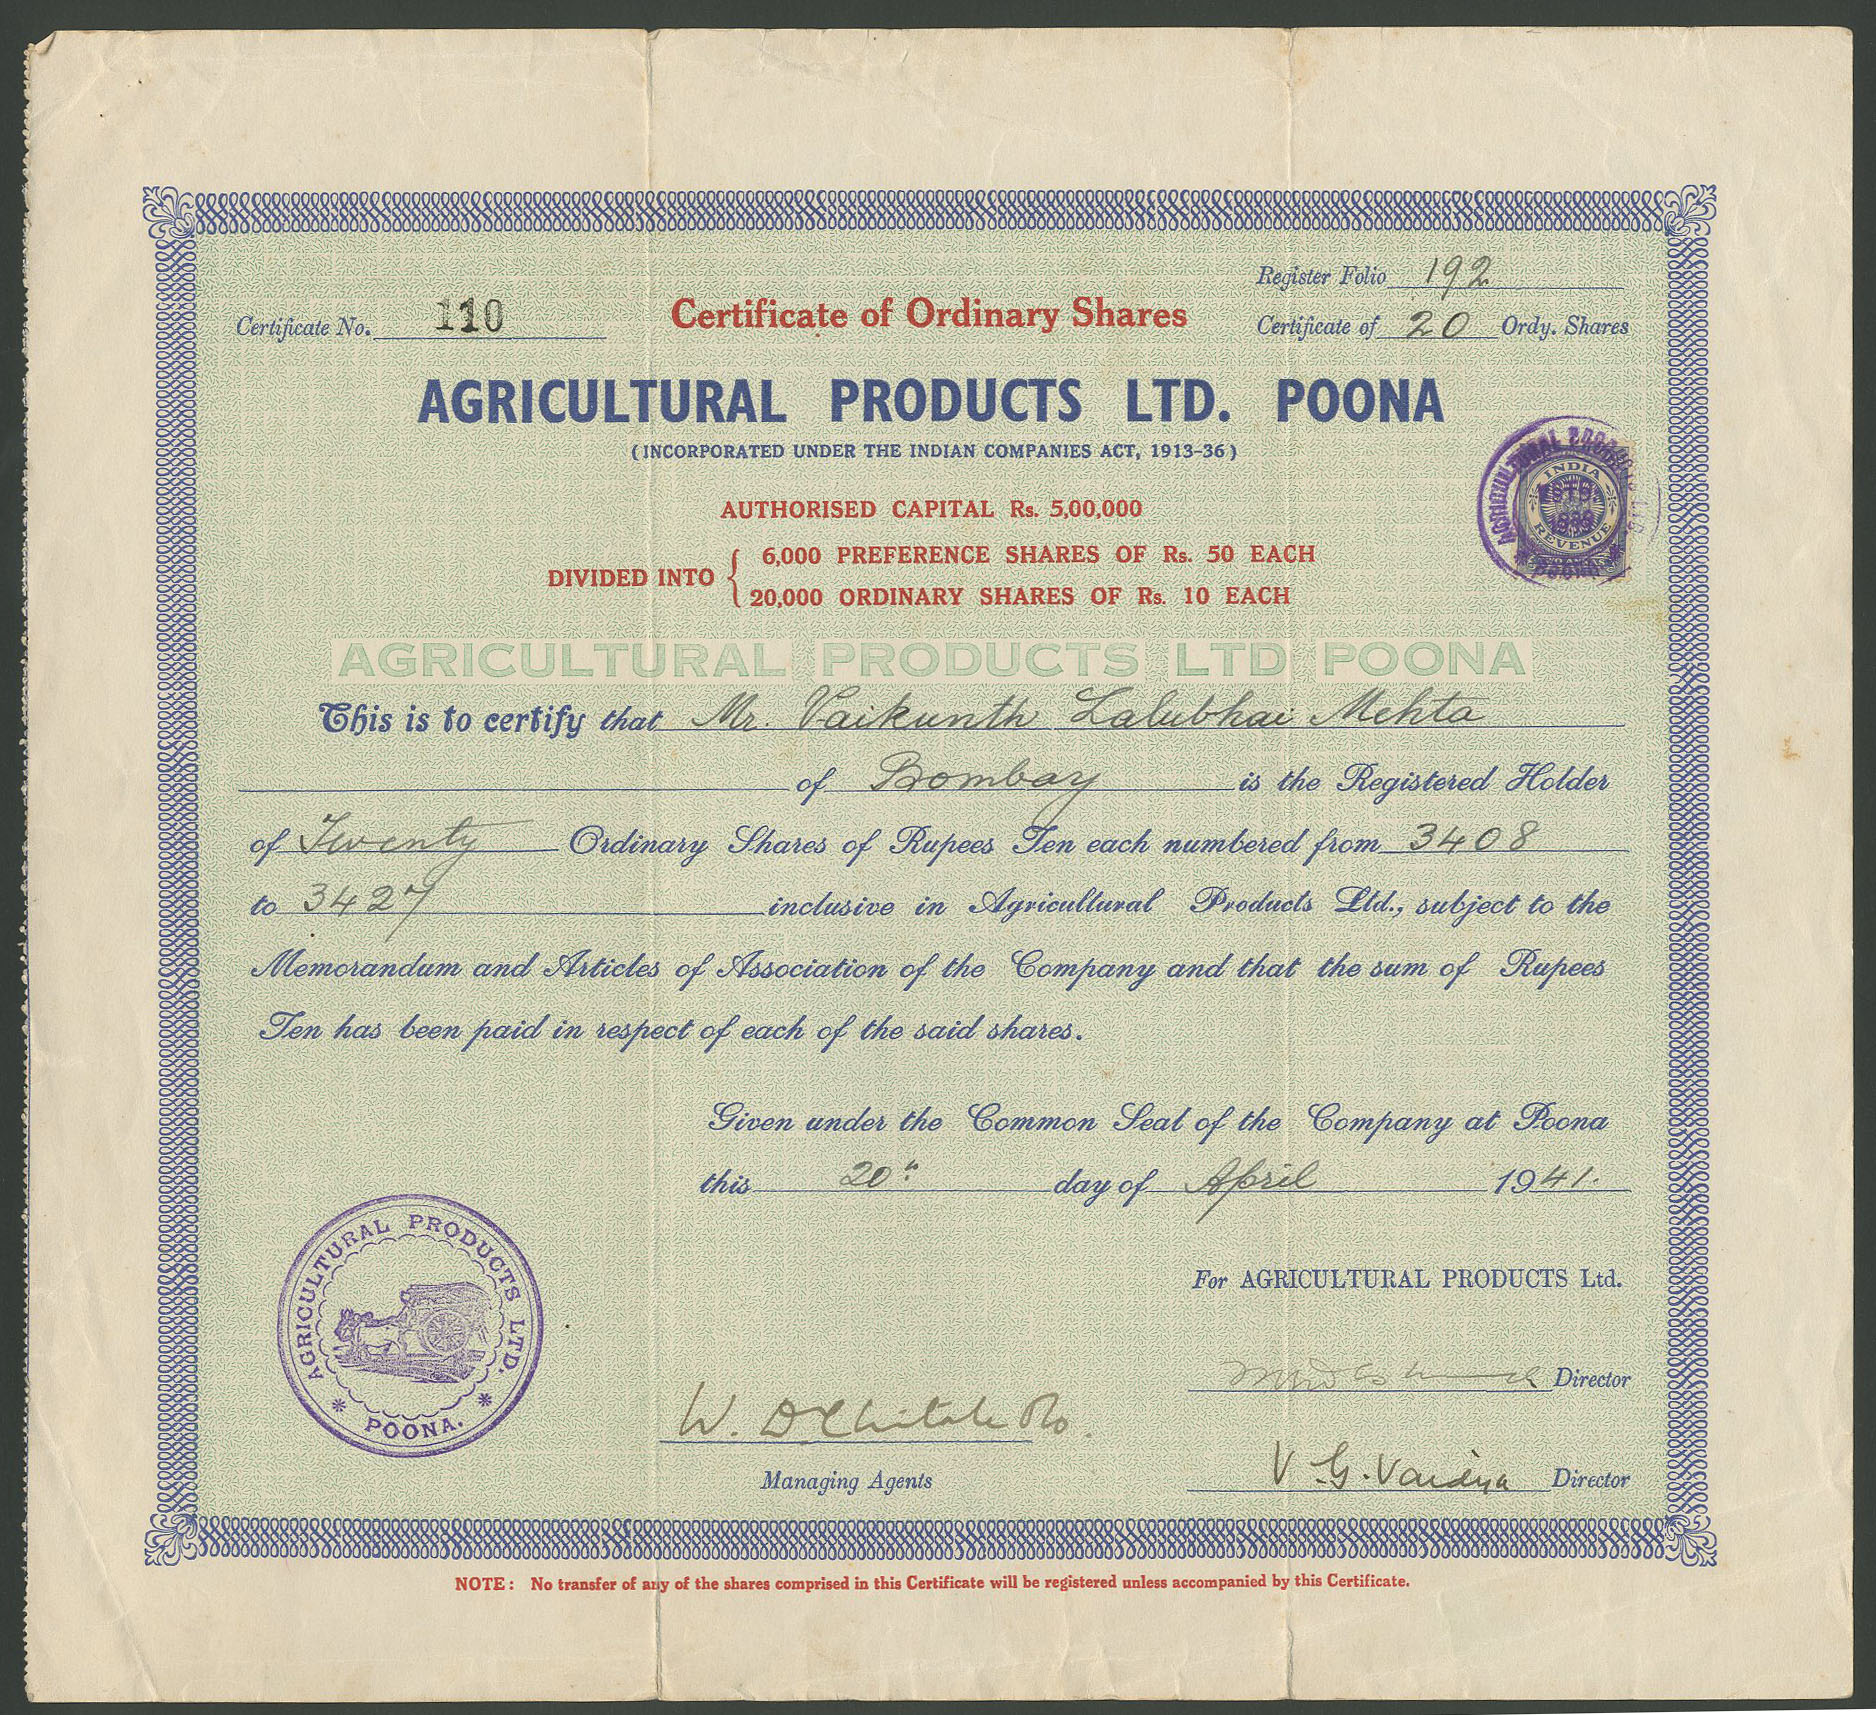 Register Folio 192
Certificate No. 110
Certificate of Ordinary Shares
Certificate of 20 Ordy. Shares
AGRICULTURAL PRODUCTS LTD. POONA
(INCORPORATED UNDER THE INDIAN COMPANIES ACT, 1913-36)
AUTHORISED CAPITAL Rs. 5,00,000
DIVIDED INTO { 6,000 PREFERENCE SHARES OF Rs. 50 EACH
20,000 ORDINARY SHARES OF Rs. 10 EACH
AGRICULTURAL PRODUCTS LTD.
POONA
INDIA
REVENUE
AGRICULTURAL PRODUCTS LTD POONA
This is to certify that Mr. Vaikunth Lalubhai Mehta
of Bombay is the Registered Holder
of Twenty Ordinary Shares of Rupees Ten each numbered from 3408
to 3427 inclusive in Agricultural Products Ltd., subject to the
Memorandum and Articles of Association of the Company and that the sum of Rupees
Ten has been paid in respect of each of the said shares.
Given under the Common Seal of the Company at Poona
this 20th day of April 1941.
AGRICULTURAL PRODUCTS LTD.
POONA.
For AGRICULTURAL PRODUCTS Ltd.
Director
W. D Chitale
Managing Agents
V. G. Vaidya Director
NOTE: No transfer of any of the shares comprised in this Certificate will be registered unless accompanied by this Certificate.